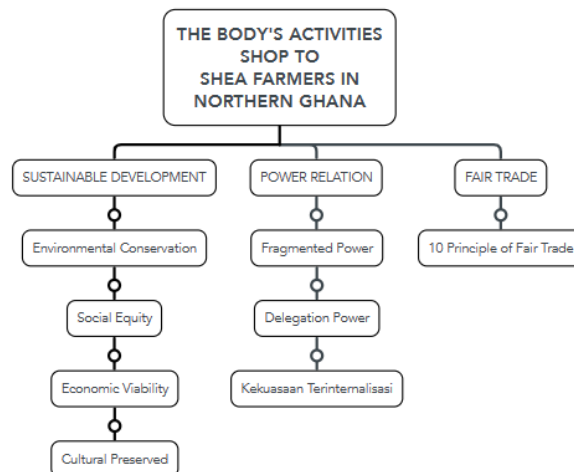 THE BODY'S ACTIVITIES
SHOP TO
SHEA FARMERS IN
NORTHERN GHANA
SUSTAINABLE DEVELOPMENT
POWER RELATION
FAIR TRADE
Environmental Conservation
Fragmented Power
10 Principle of Fair Trade
Social Equity
Delegation Power
Economic Viability
Kekuasaan Terinternalisasi
Cultural Preserved